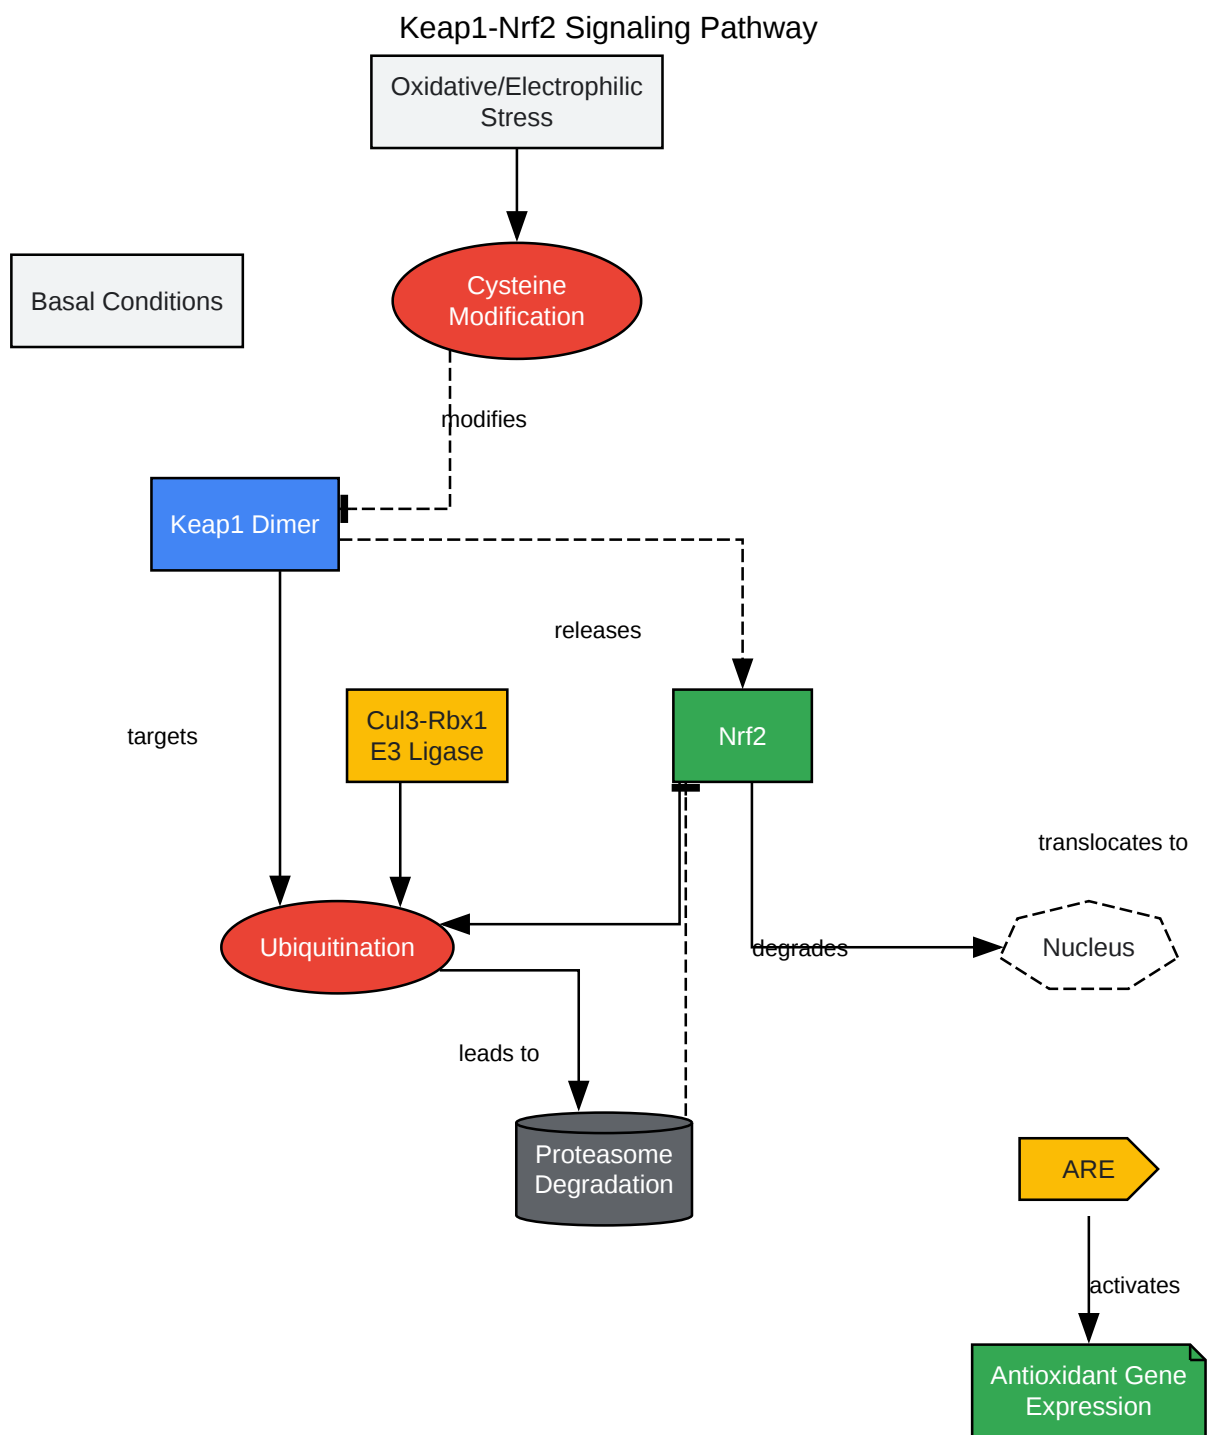 Keap1-Nrf2 Signaling Pathway
Oxidative/Electrophilic
Stress
Basal Conditions
Cysteine
Modification
modifies
Keap1 Dimer
releases
targets
Cul3-Rbx1
E3 Ligase
Nrf2
translocates to
Ubiquitination
degrades
Nucleus
leads to
Proteasome
Degradation
ARE
activates
Antioxidant Gene
Expression